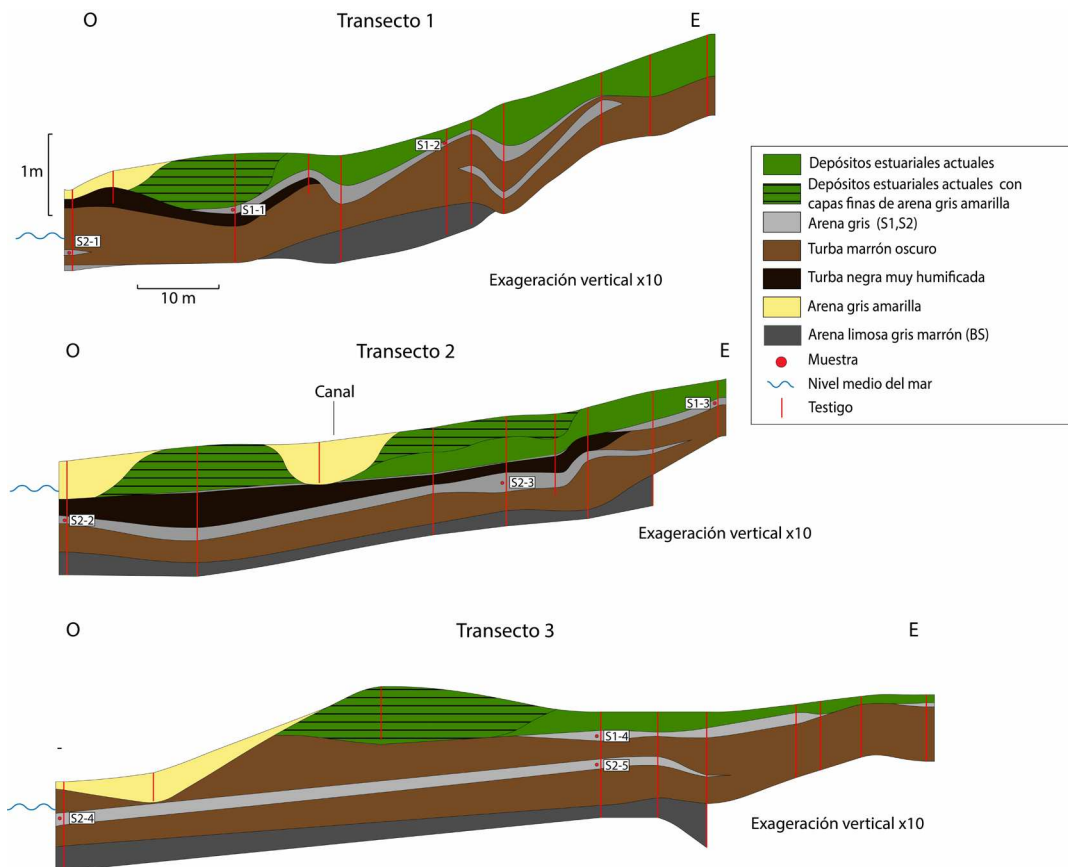 O
Transecto 1
E
1m
S1-2
S1-1
S2-1
10 m
Exageración vertical x10
Depósitos estuariales actuales
Depósitos estuariales actuales con
capas finas de arena gris amarilla
Arena gris (S1,S2)
Turba marrón oscuro
Turba negra muy humificada
Arena gris amarilla
Arena limosa gris marrón (BS)
Muestra
Nivel medio del mar
Testigo
O
Transecto 2
E
Canal
S1-3
S2-3
S2-2
Exageración vertical x10
O
Transecto 3
E
-
S1-4
S2-5
S2-4
Exageración vertical x10